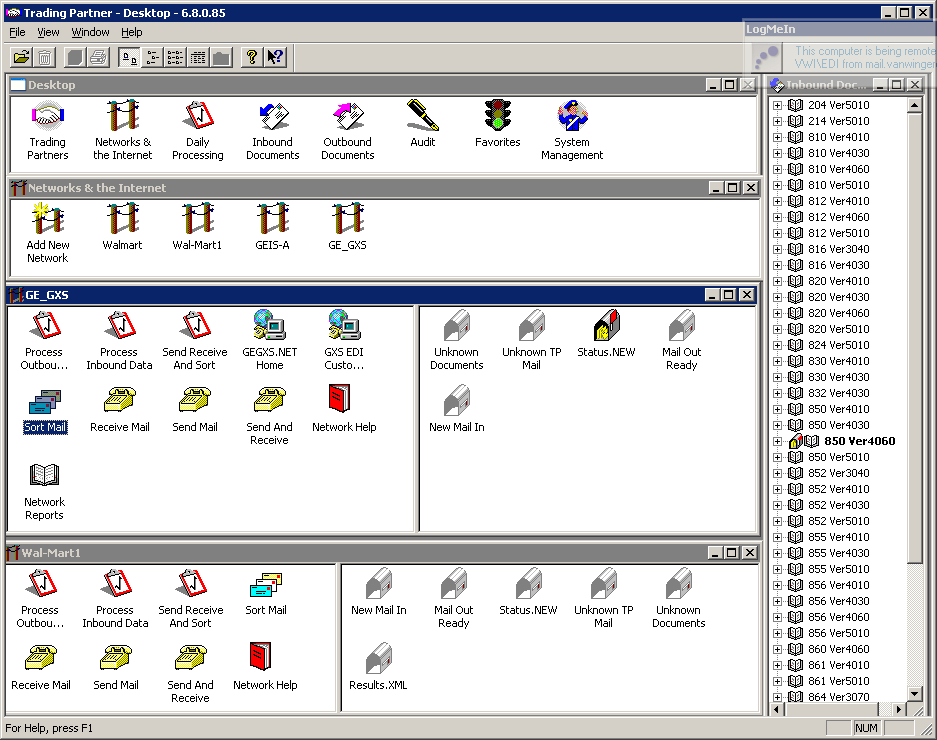 Trading Partner - Desktop - 6.8.0.85
File View Window Help
LogMeIn
This computer is being remote
VWI\EDI from mail.vanwingen
Desktop
Trading Partners
Networks & the Internet
Daily Processing
Inbound Documents
Outbound Documents
Audit
Favorites
System Management
Networks & the Internet
Add New Network
Walmart
Wal-Mart1
GEIS-A
GE_GXS
GE_GXS
Process Outbou...
Process Inbound Data
Send Receive And Sort
GEGXS.NET Home
GXS EDI Custo...
Sort Mail
Receive Mail
Send Mail
Send And Receive
Network Help
Network Reports
Unknown Documents
Unknown TP Mail
Status.NEW
Mail Out Ready
New Mail In
Wal-Mart1
Process Outbou...
Process Inbound Data
Send Receive And Sort
Sort Mail
Receive Mail
Send Mail
Send And Receive
Network Help
New Mail In
Mail Out Ready
Status.NEW
Unknown TP Mail
Unknown Documents
Results.XML
Inbound Doc...
204 Ver5010
214 Ver5010
810 Ver4010
810 Ver4030
810 Ver4060
810 Ver5010
812 Ver4010
812 Ver4060
812 Ver5010
816 Ver3040
816 Ver4030
820 Ver4010
820 Ver4030
820 Ver4060
820 Ver5010
824 Ver5010
830 Ver4010
830 Ver4030
832 Ver4030
850 Ver4010
850 Ver4030
850 Ver4060
850 Ver5010
852 Ver3040
852 Ver4010
852 Ver4030
852 Ver5010
855 Ver4010
855 Ver4030
855 Ver5010
856 Ver4010
856 Ver4030
856 Ver4060
856 Ver5010
860 Ver4060
861 Ver4010
861 Ver5010
864 Ver3070
For Help, press F1
NUM